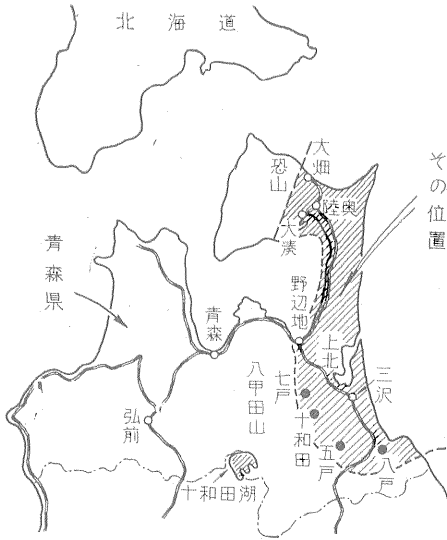 北海道
大畑
恐山
陸奥
大湊
その位置
青森県
野辺地
青森
上北
三沢
七戸
八甲田山
十和田
弘前
五戸
八戸
十和田湖